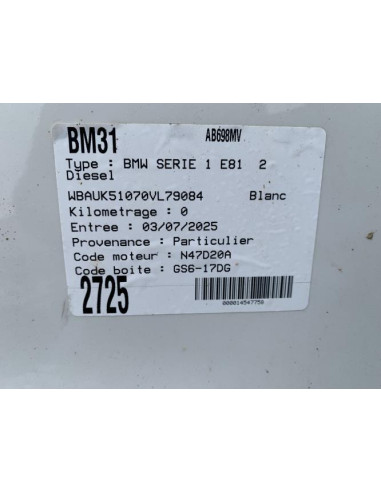 BM31 AB698MV
Type : BMW SERIE 1 E81 2
Diesel
WBAUK51070VL79084 Blanc
Kilometrage : 0
Entree : 03/07/2025
Provenance : Particulier
Code moteur : N47D20A
Code boite : GS6-17DG
2725
000014547758